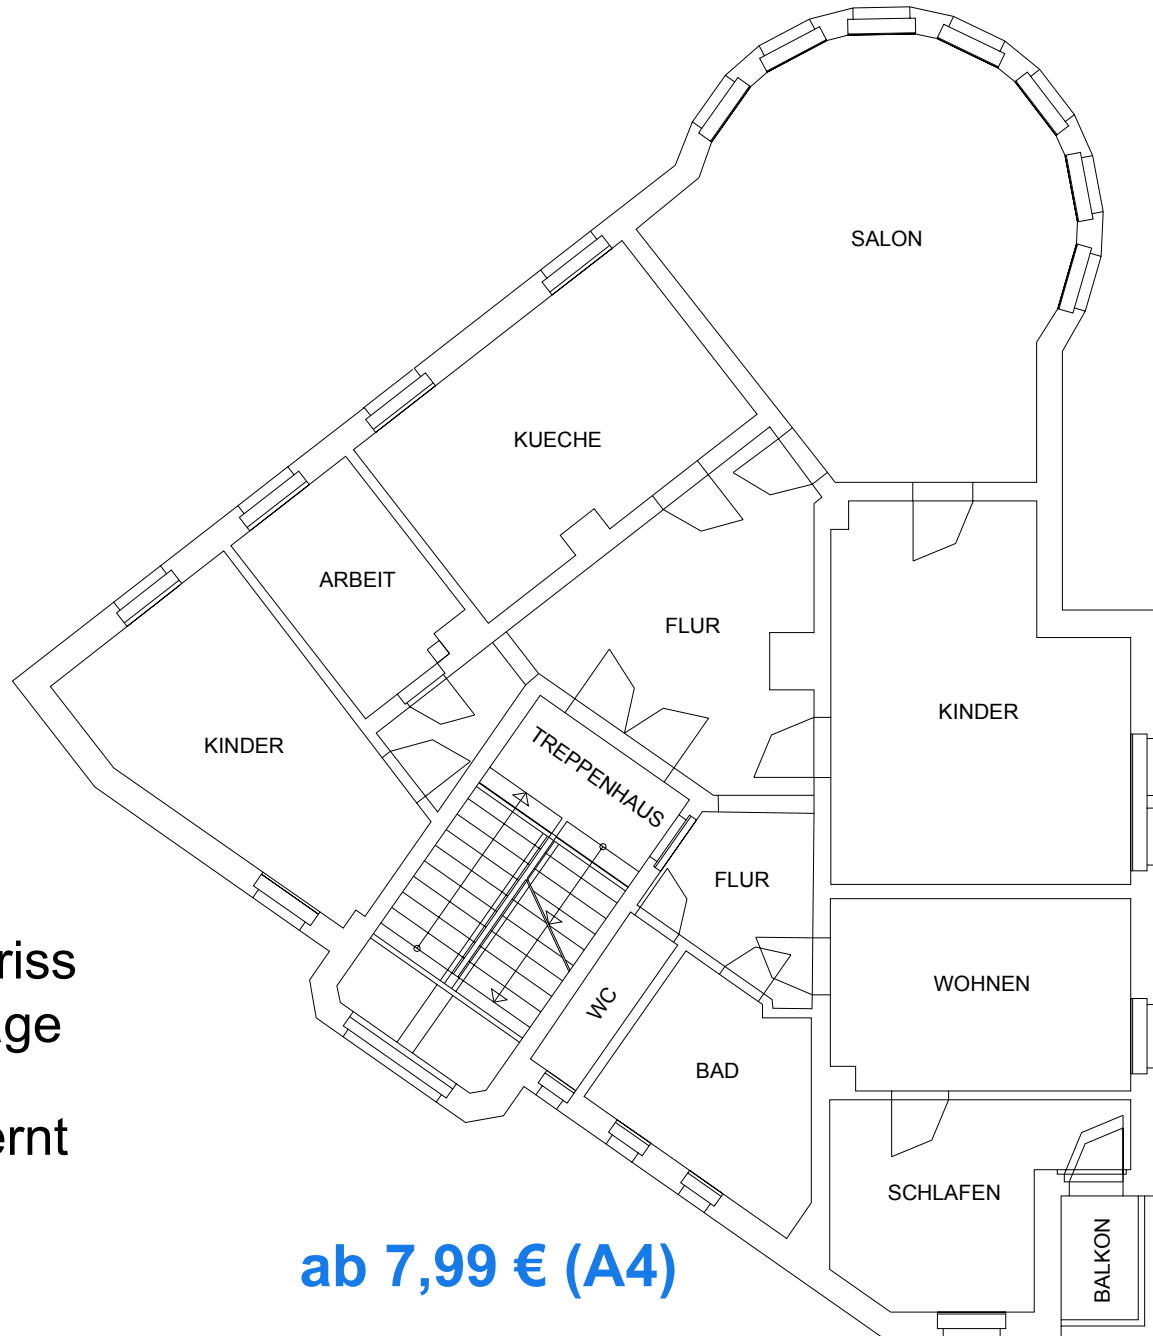 SALON
KUECHE
ARBEIT
FLUR
KINDER
KINDER
TREPPENHAUS
FLUR
WOHNEN
WC
BAD
SCHLAFEN
BALKON
riss
ge
ernt
ab 7,99 € (A4)